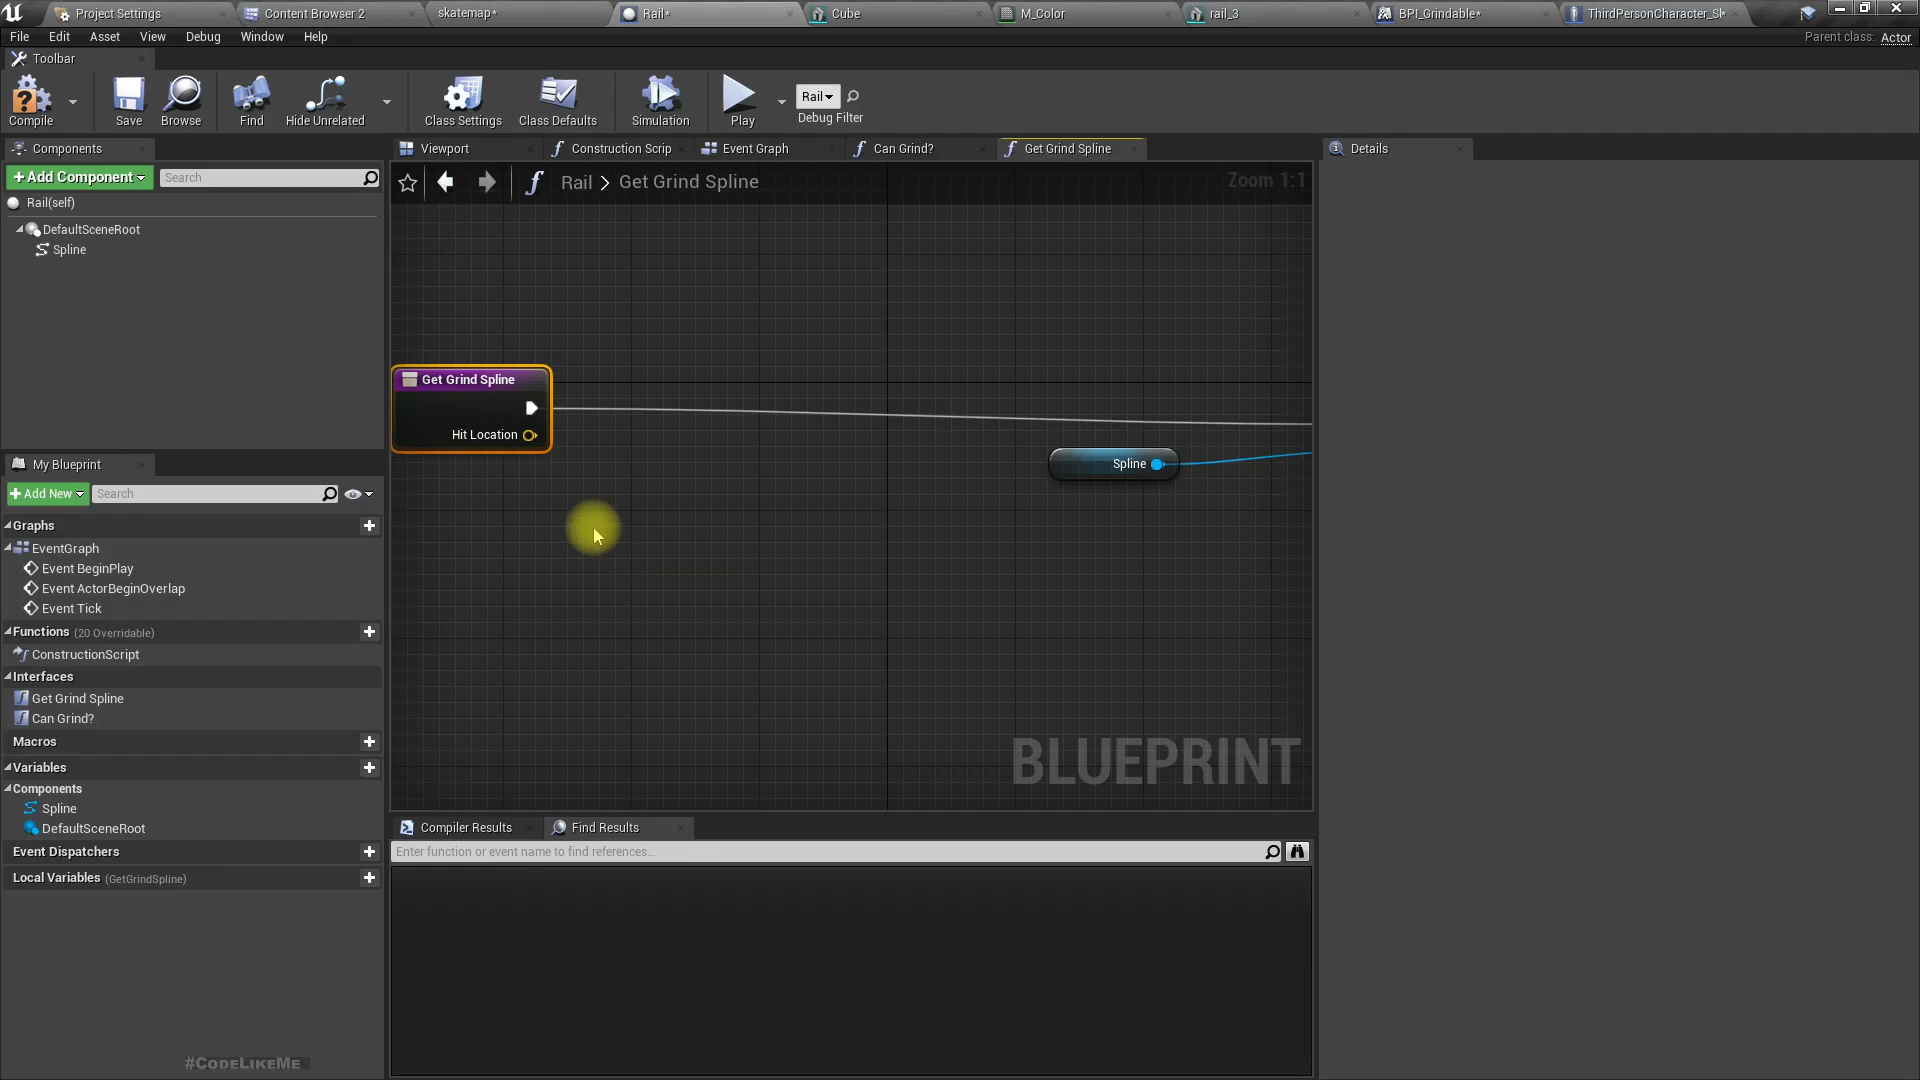 Project Settings
Content Browser 2
skatemap*
Rail*
Cube
M_Color
rail_3
BPI_Grindable*
ThirdPersonCharacter_Sk*
File Edit Asset View Debug Window Help
Parent class: Actor
Toolbar
Compile
Save
Browse
Find
Hide Unrelated
Class Settings
Class Defaults
Simulation
Play
Rail
Debug Filter
Components
Viewport
Construction Scrip
Event Graph
Can Grind?
Get Grind Spline
Details
+Add Component
Search
Rail > Get Grind Spline
Zoom 1:1
Rail(self)
DefaultSceneRoot
Spline
Get Grind Spline
Hit Location
Spline
My Blueprint
+Add New
Search
Graphs
EventGraph
Event BeginPlay
Event ActorBeginOverlap
Event Tick
Functions (20 Overridable)
ConstructionScript
Interfaces
Get Grind Spline
Can Grind?
Macros
Variables
Components
Spline
DefaultSceneRoot
Event Dispatchers
Local Variables (GetGrindSpline)
BLUEPRINT
Compiler Results
Find Results
Enter function or event name to find references...
#CodeLikeMe